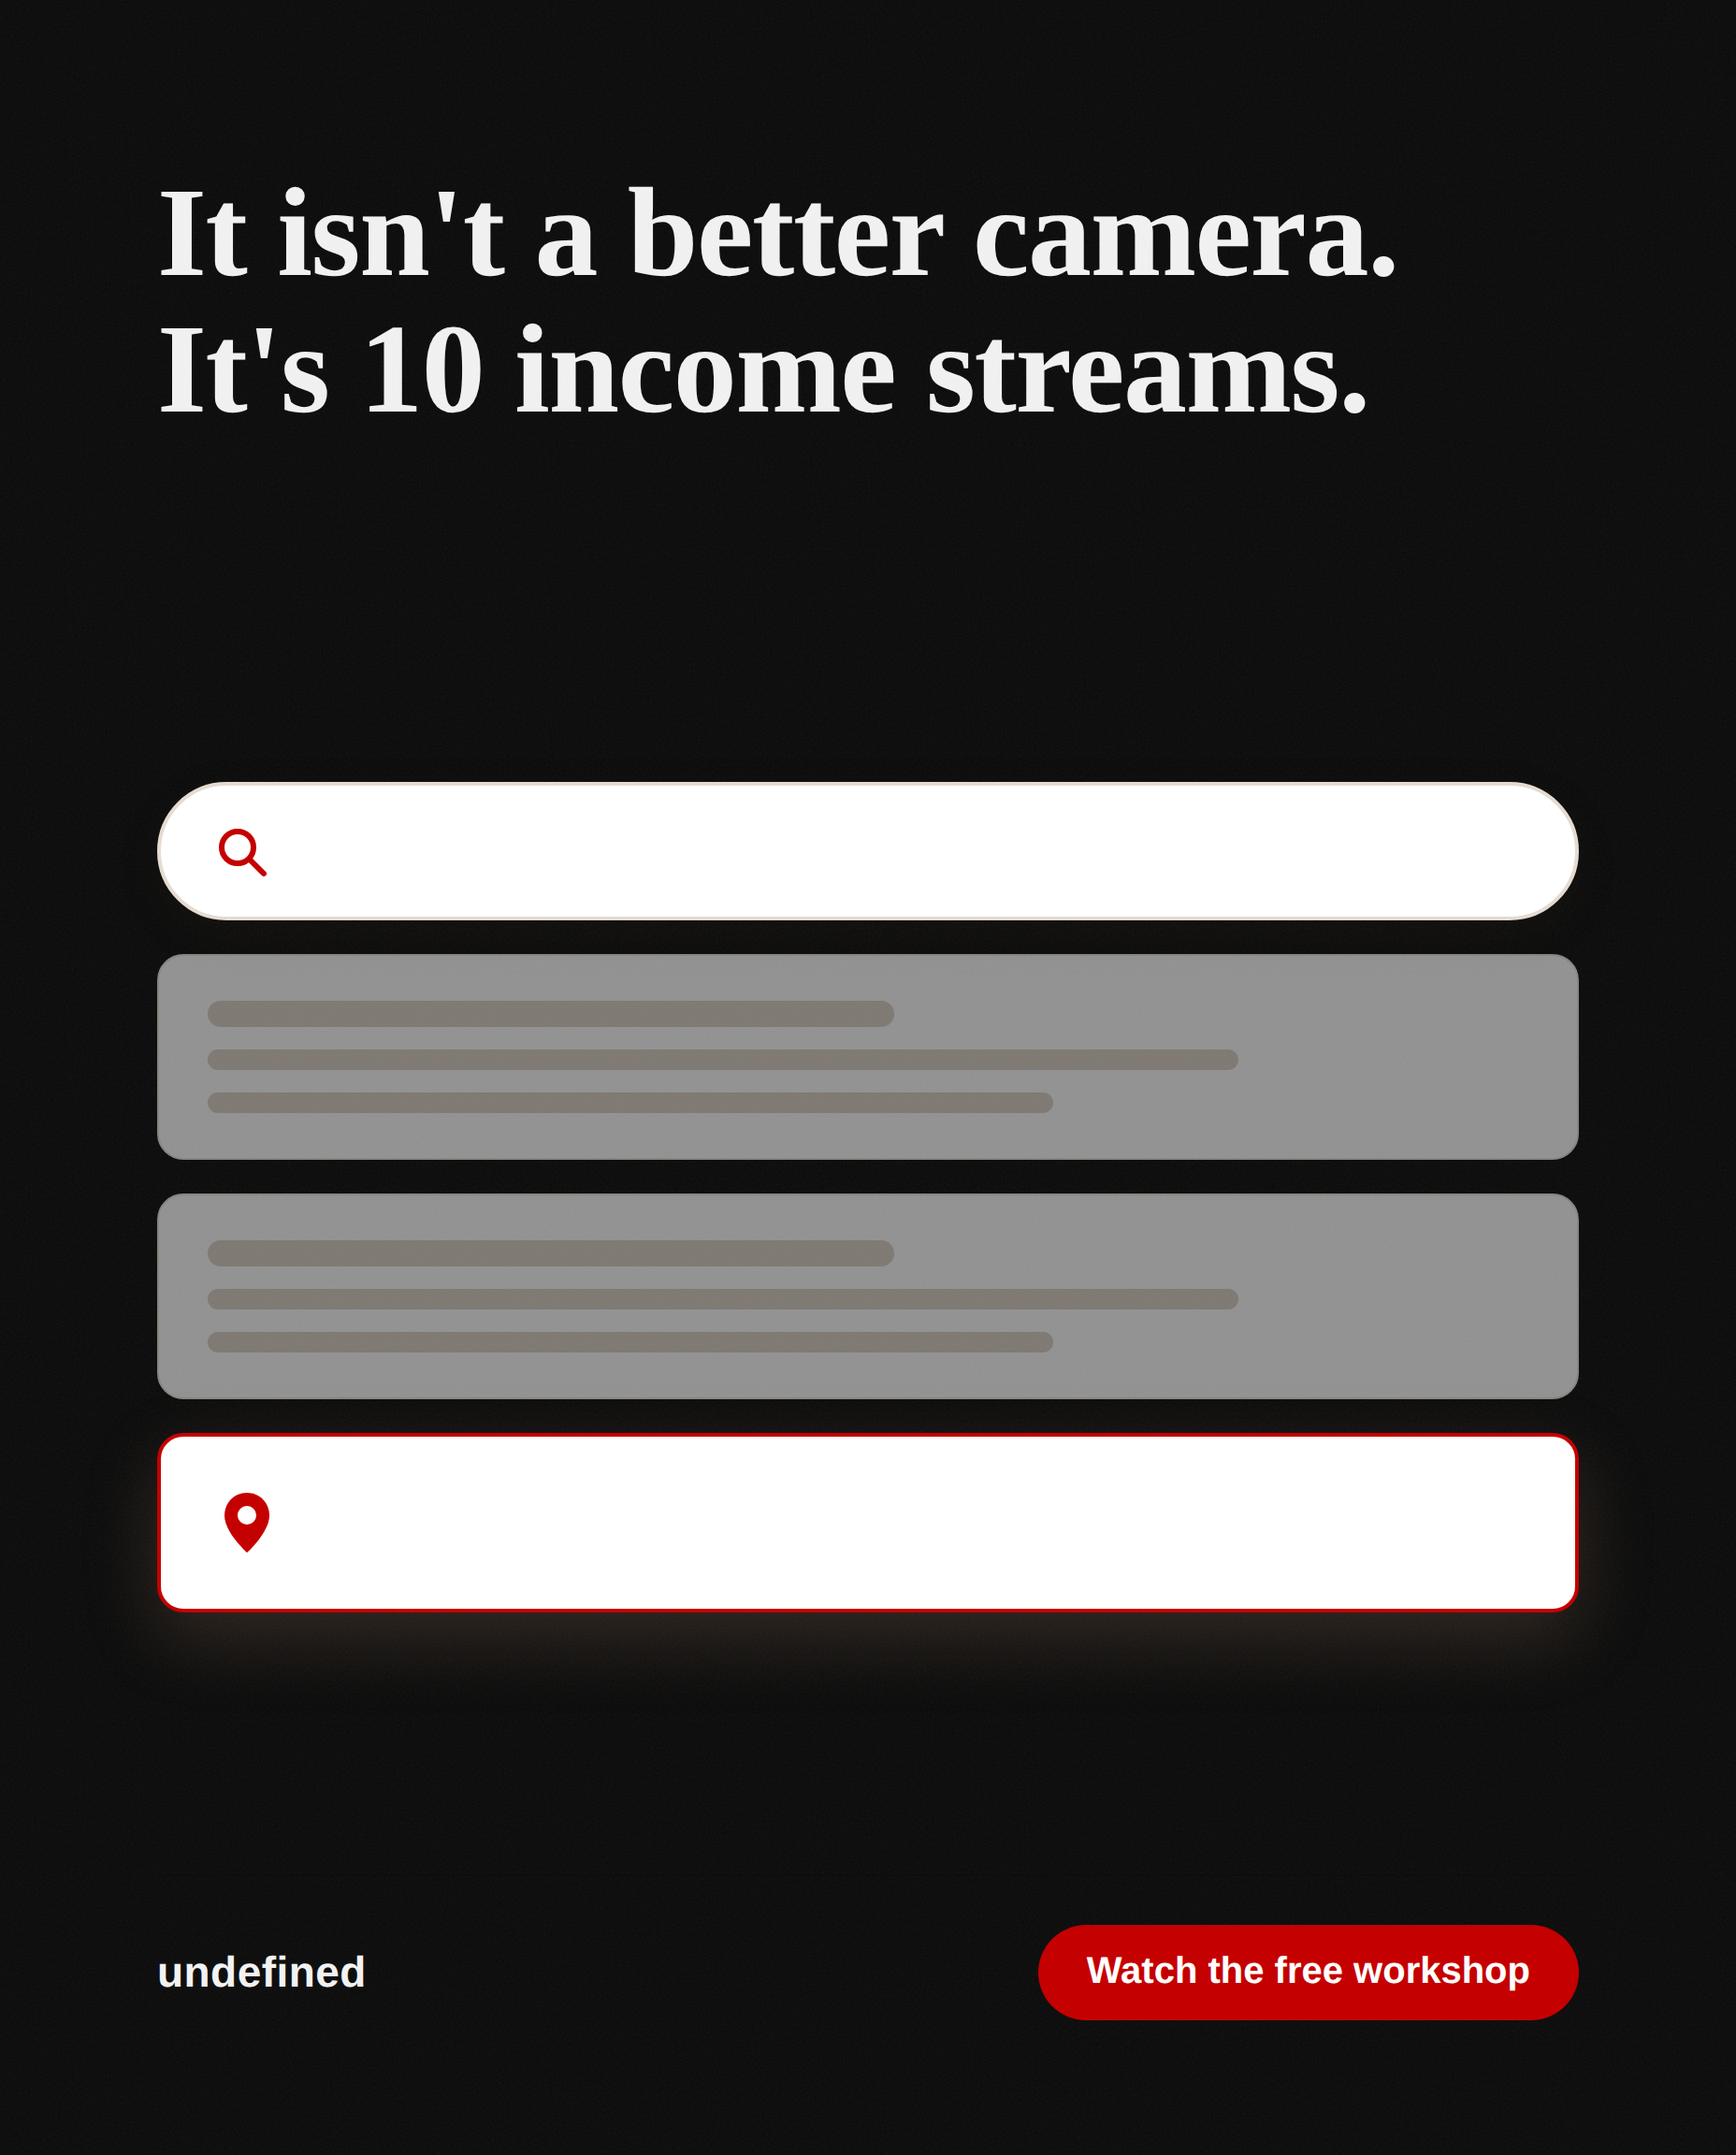 It isn't a better camera.
It's 10 income streams.
undefined
Watch the free workshop